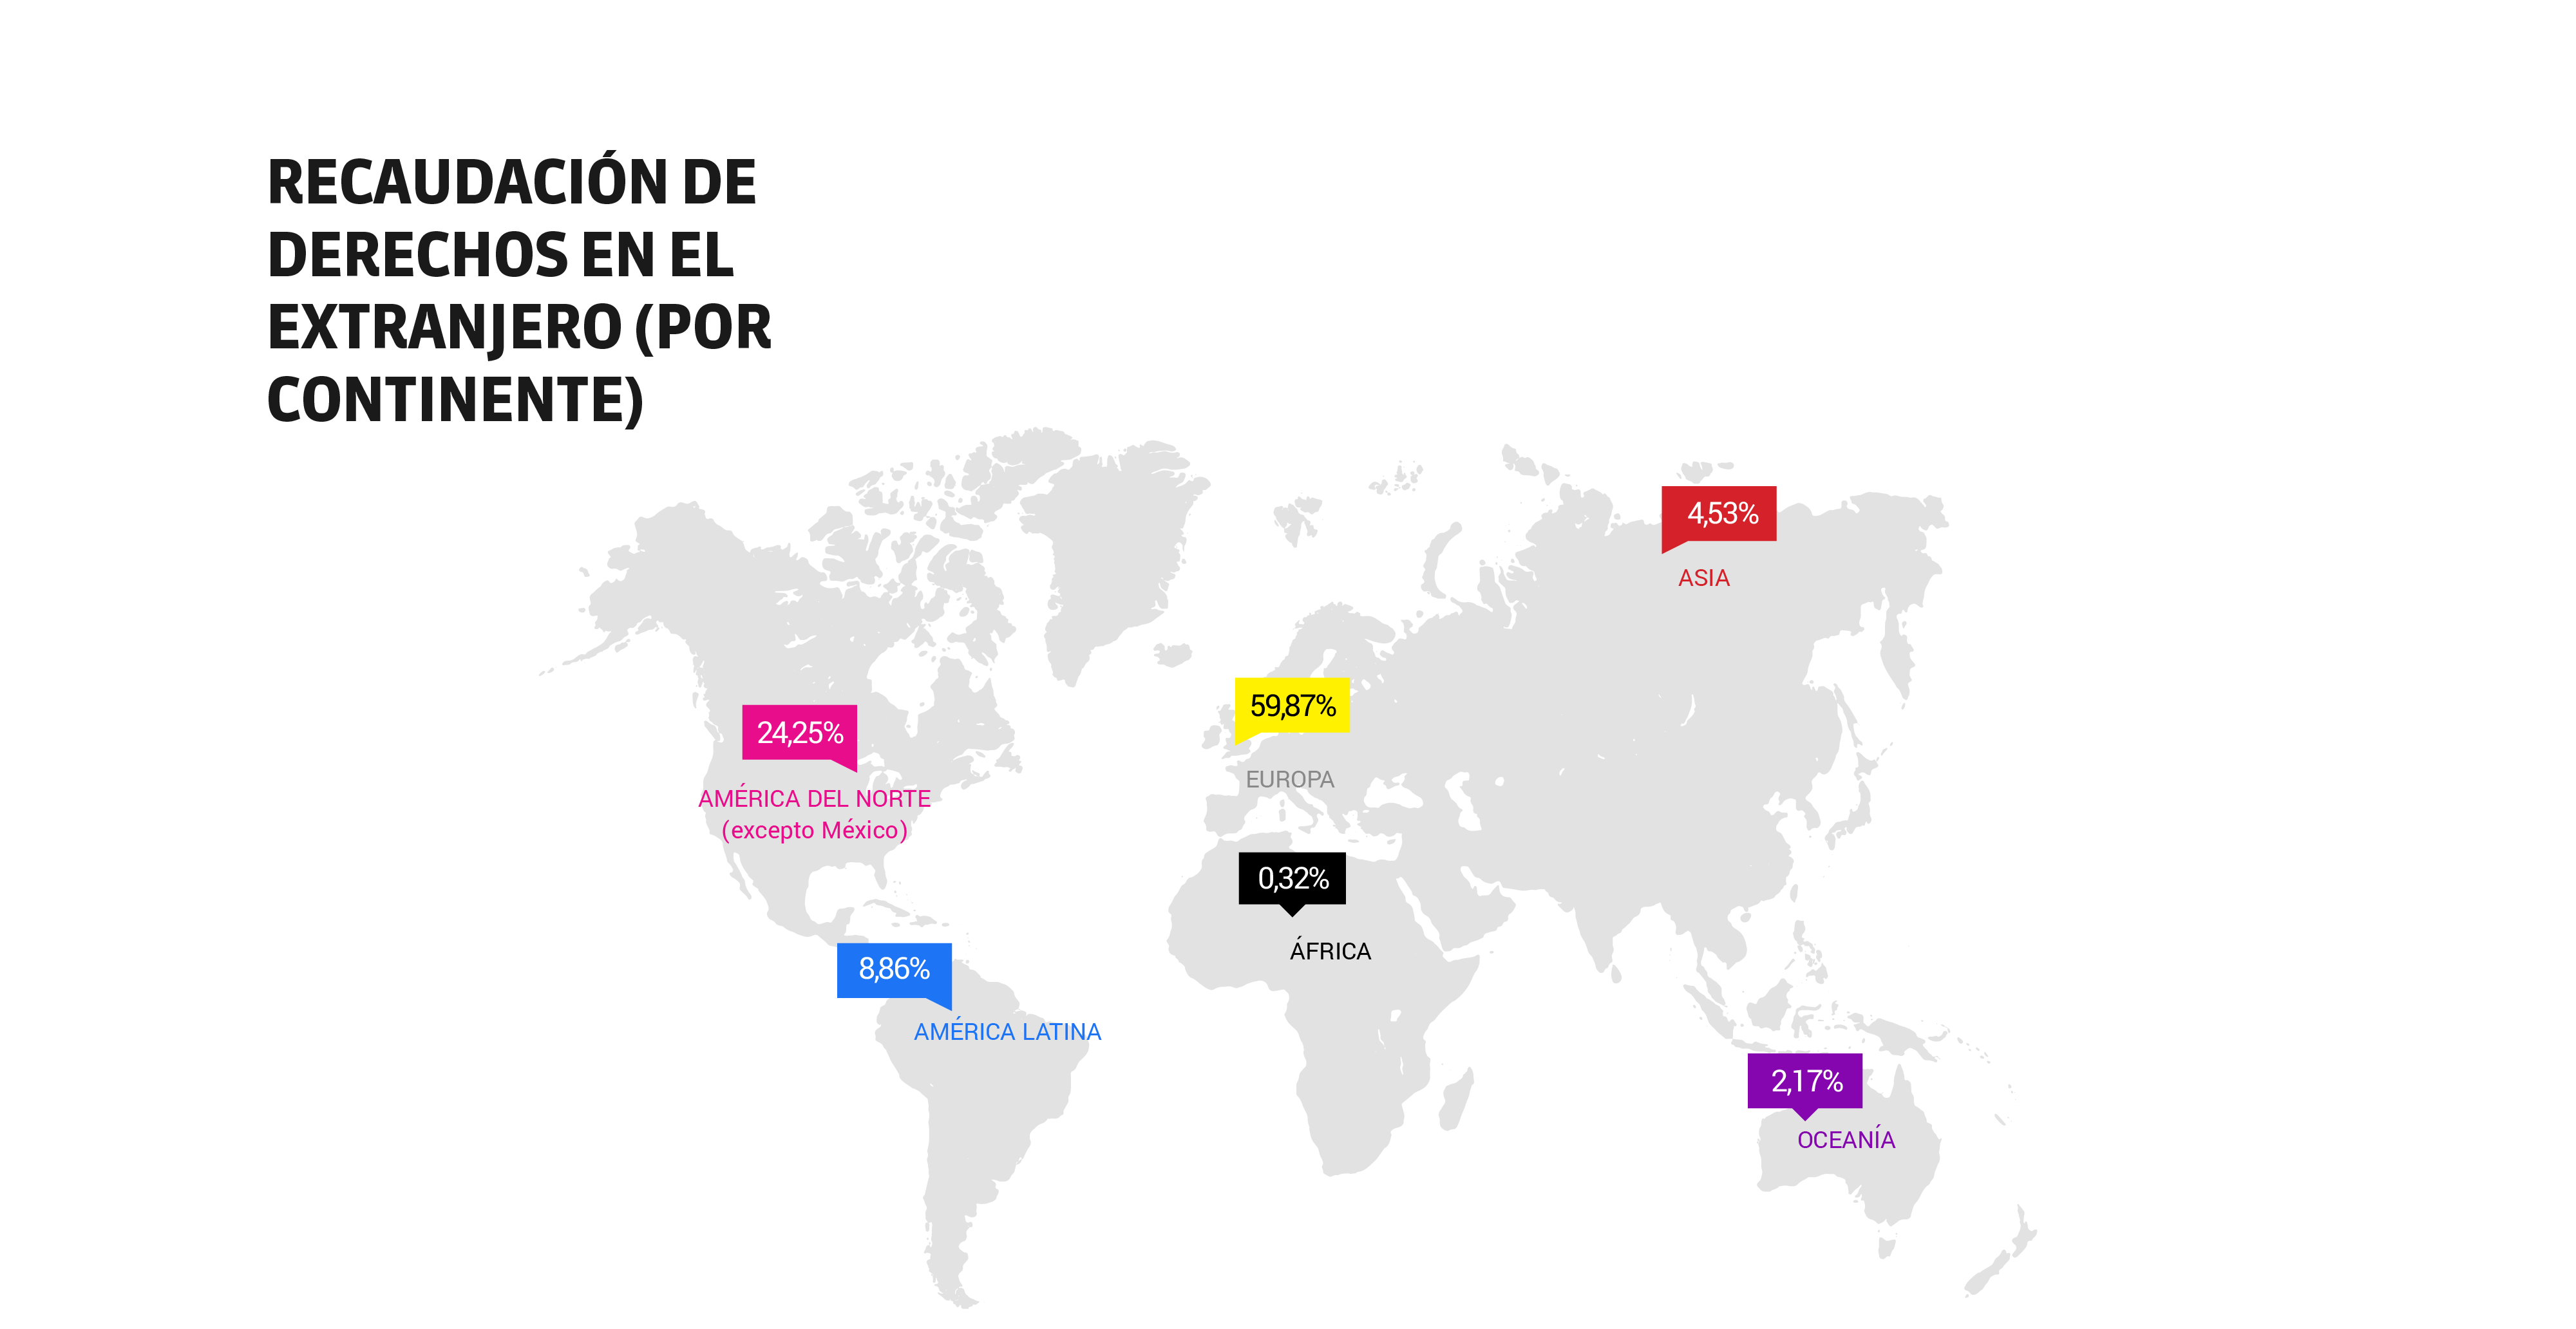 RECAUDACIÓN DE
DERECHOS EN EL
EXTRANJERO (POR
CONTINENTE)
4,53%
ASIA
59,87%
EUROPA
24,25%
AMÉRICA DEL NORTE
(excepto México)
0,32%
ÁFRICA
8,86%
AMÉRICA LATINA
2,17%
OCEANÍA